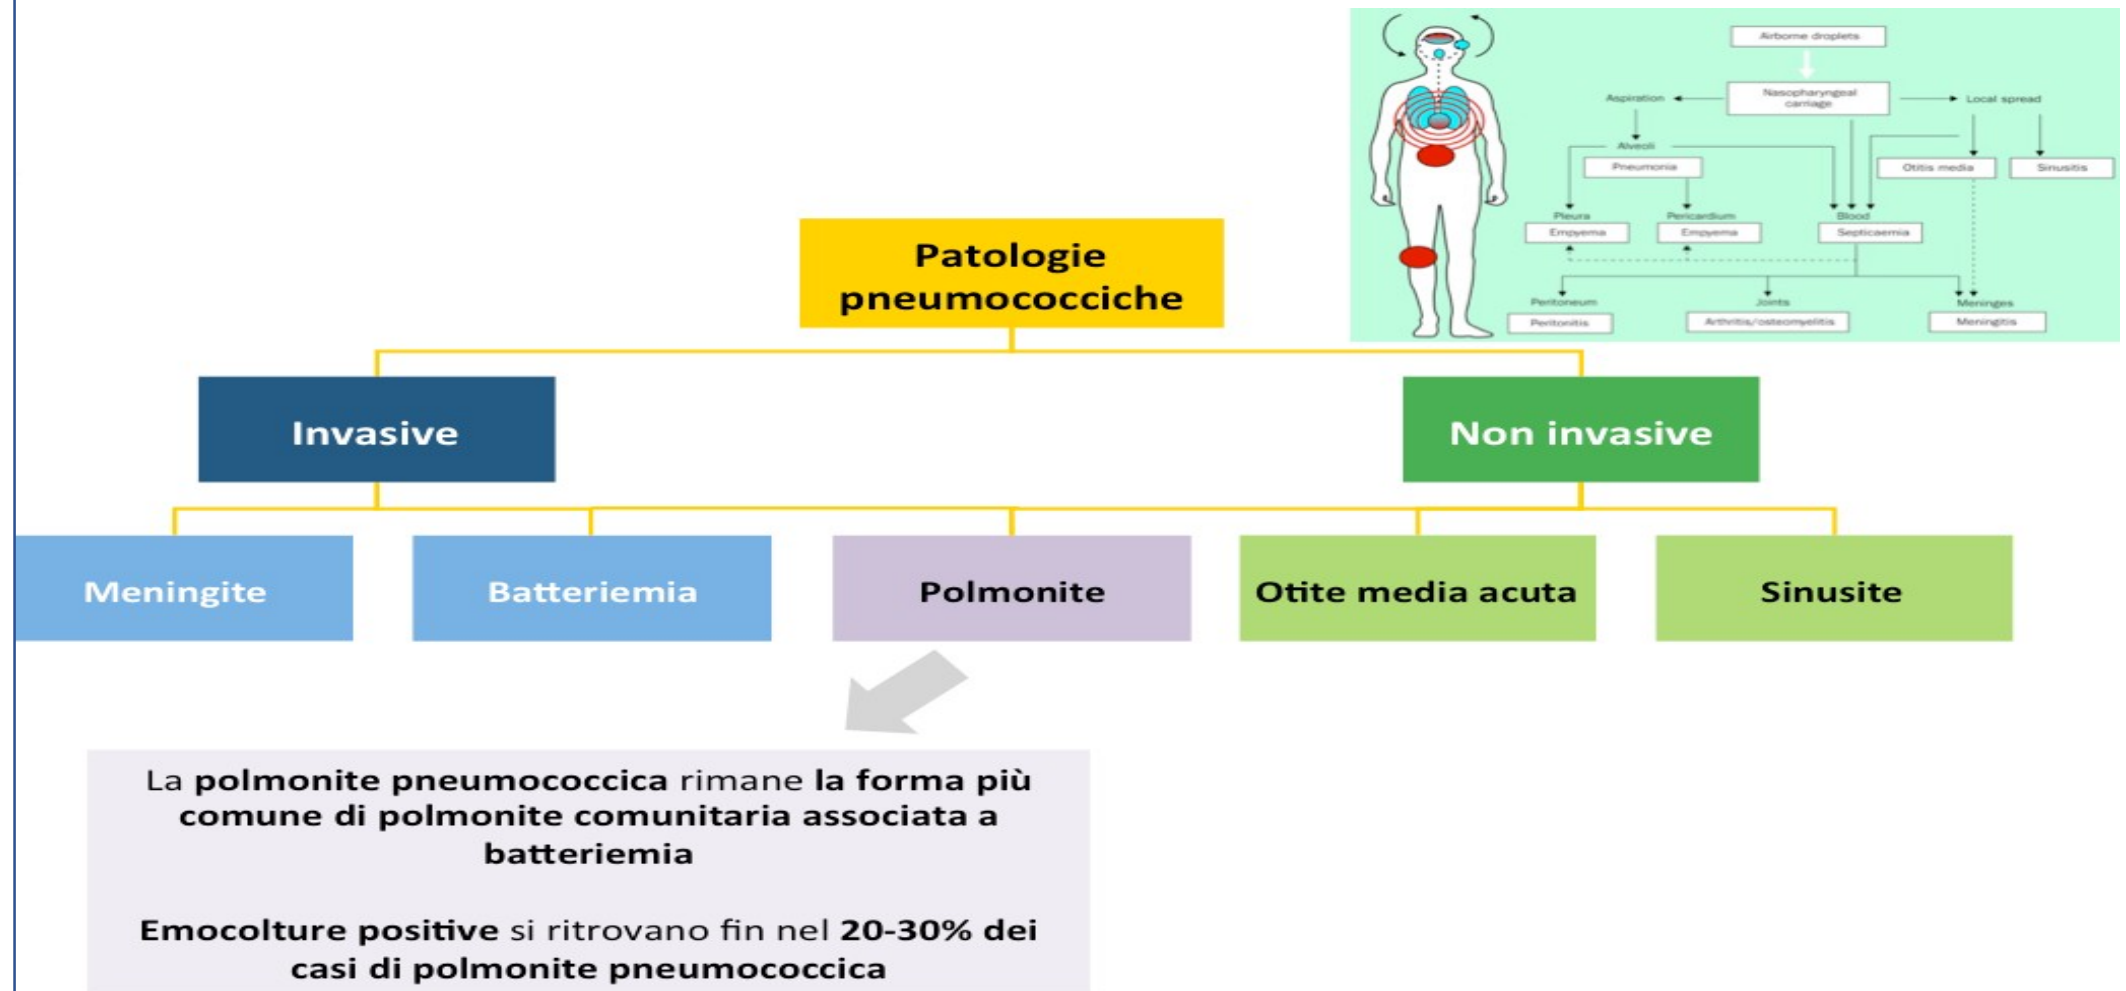 Airborne droplets
Nasopharyngeal
carriage
Aspiration
Local spread
Alveoli
Pneumonia
Otitis media
Sinusitis
Pleura
Pericardium
Blood
Empyema
Empyema
Septicaemia
Peritoneum
Joints
Meninges
Peritonitis
Arthritis/osteomyelitis
Meningitis
Patologie
pneumococciche
Invasive
Non invasive
Meningite
Batteriemia
Polmonite
Otite media acuta
Sinusite
La polmonite pneumococcica rimane la forma più
comune di polmonite comunitaria associata a
batteriemia
Emocolture positive si ritrovano fin nel 20-30% dei
casi di polmonite pneumococcica